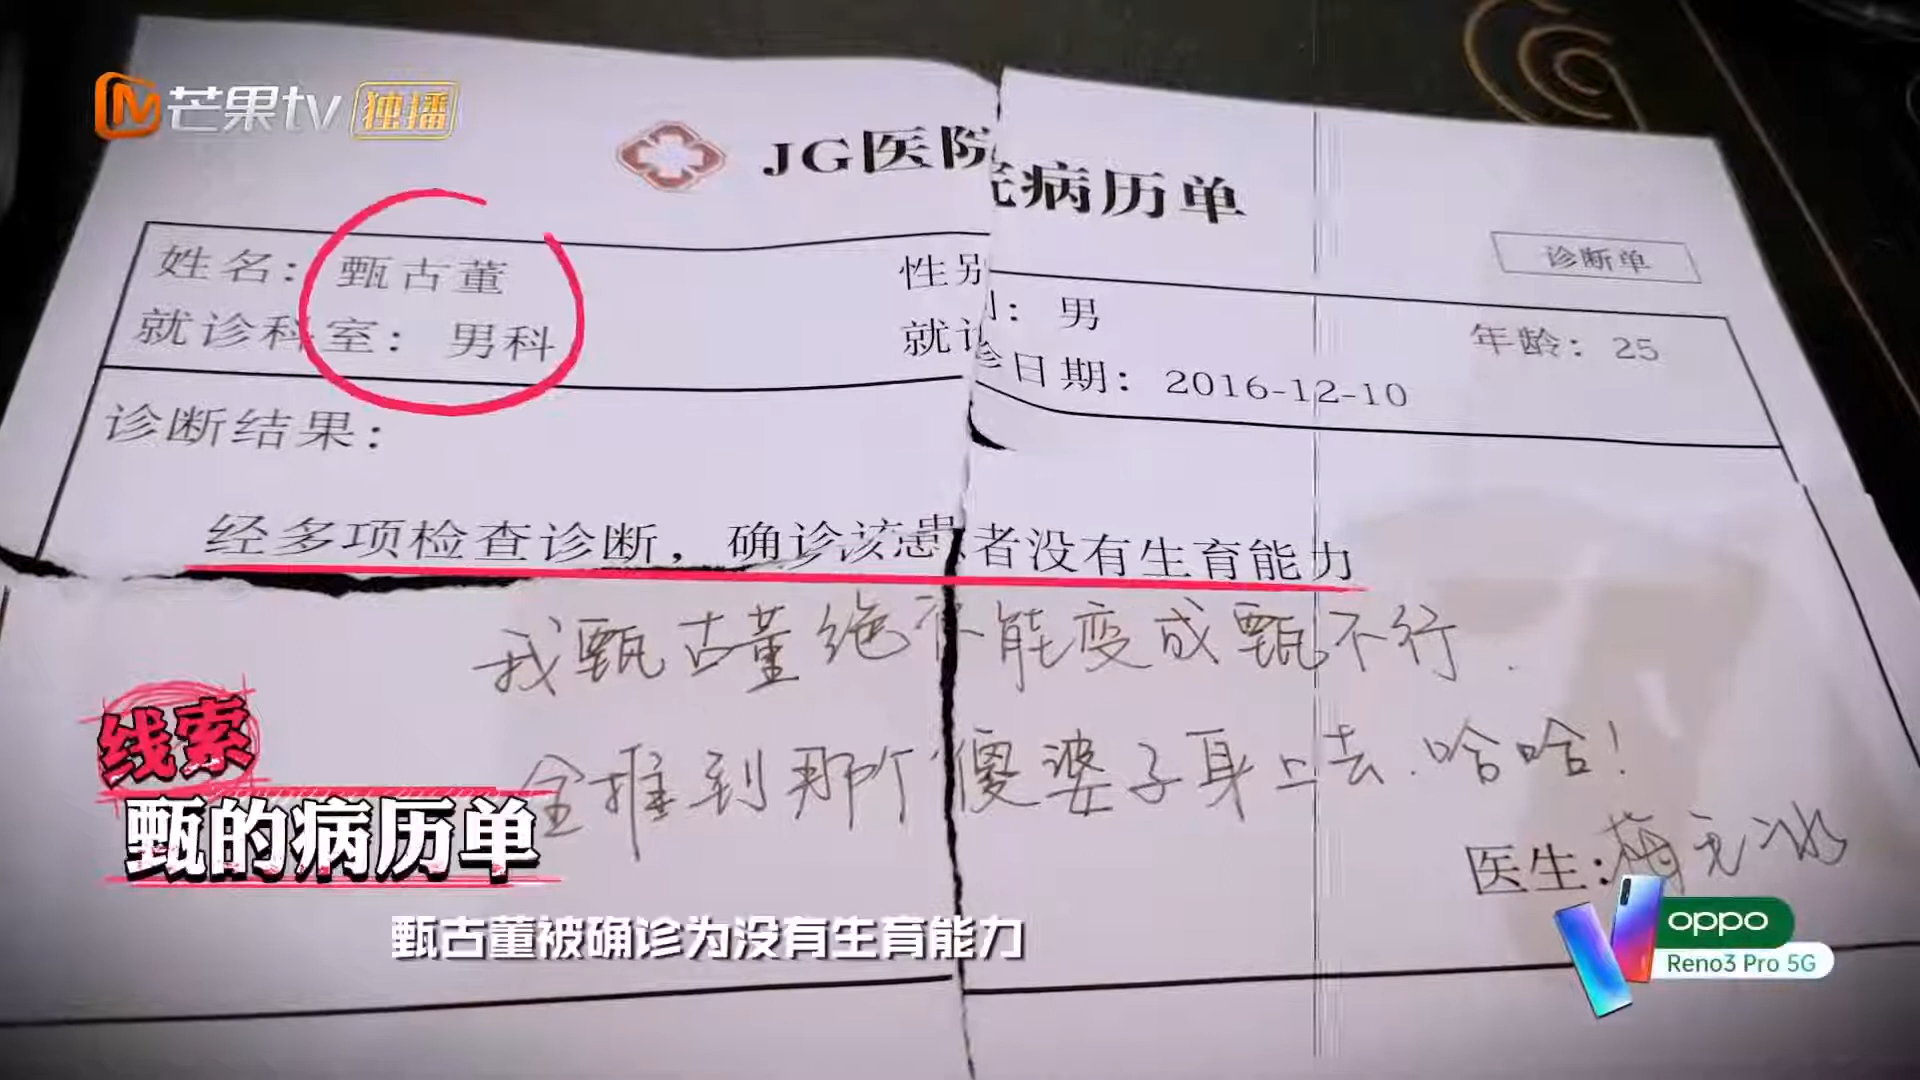 芒果tv 独播
JG医院病历单
诊断单
姓名：甄古董
性别：男
年龄：25
就诊科室：男科
就诊日期：2016-12-10
诊断结果：
经多项检查诊断，确诊该患者没有生育能力
我甄古董绝不能变成甄不行．
全推到那个傻婆子身上去．哈哈！
医生：梅无冰
线索
甄的病历单
甄古董被确诊为没有生育能力
oppo
Reno3 Pro 5G